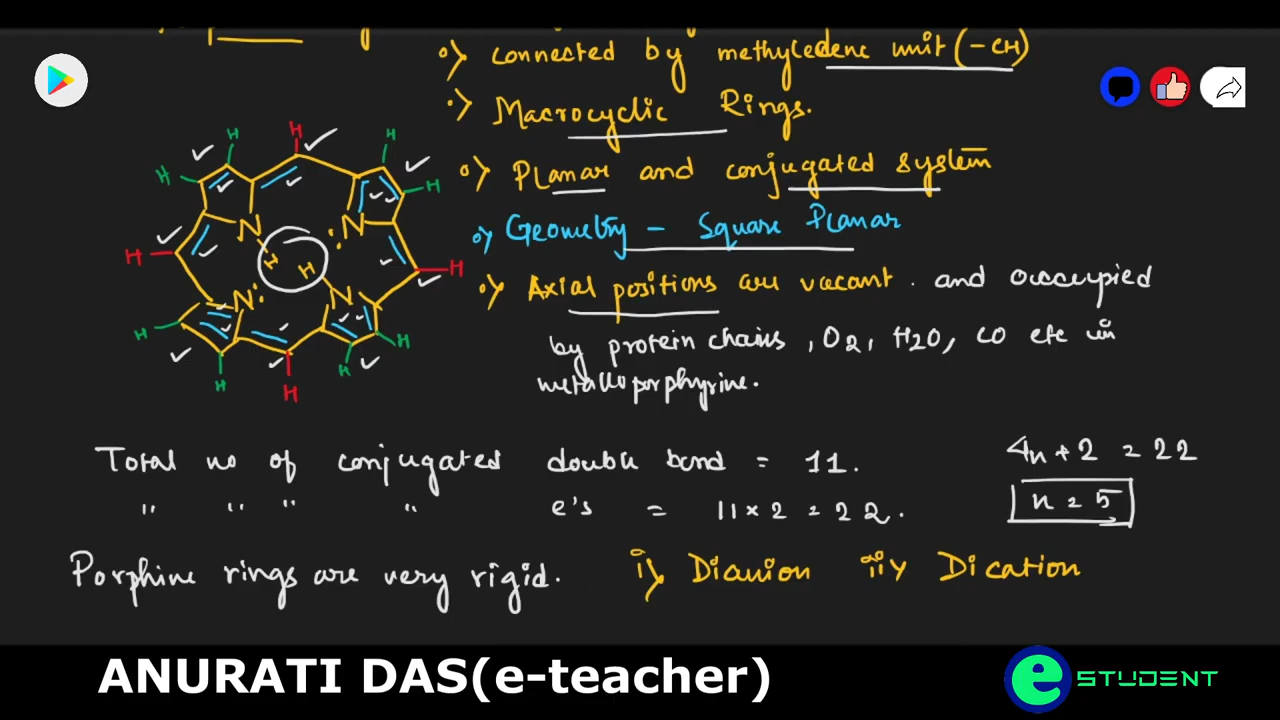 connected by methyledene unit (-CH)
Macrocyclic Rings.
Planar and conjugated system
Geometry - Square Planar
Axial positions are vacant. and occupied
by protein chains, O2, H2O, CO etc in
metalloporphyrine.
H
H
H
H
H
N
N
H
H
H
H
H
N
N
H
H
H
H
H
Total no of conjugated double bond = 11.
" " " " e's = 11 x 2 = 22.
4n + 2 = 22
n = 5
Porphine rings are very rigid. i) Dianion ii) Dication
ANURATI DAS(e-teacher)
e STUDENT